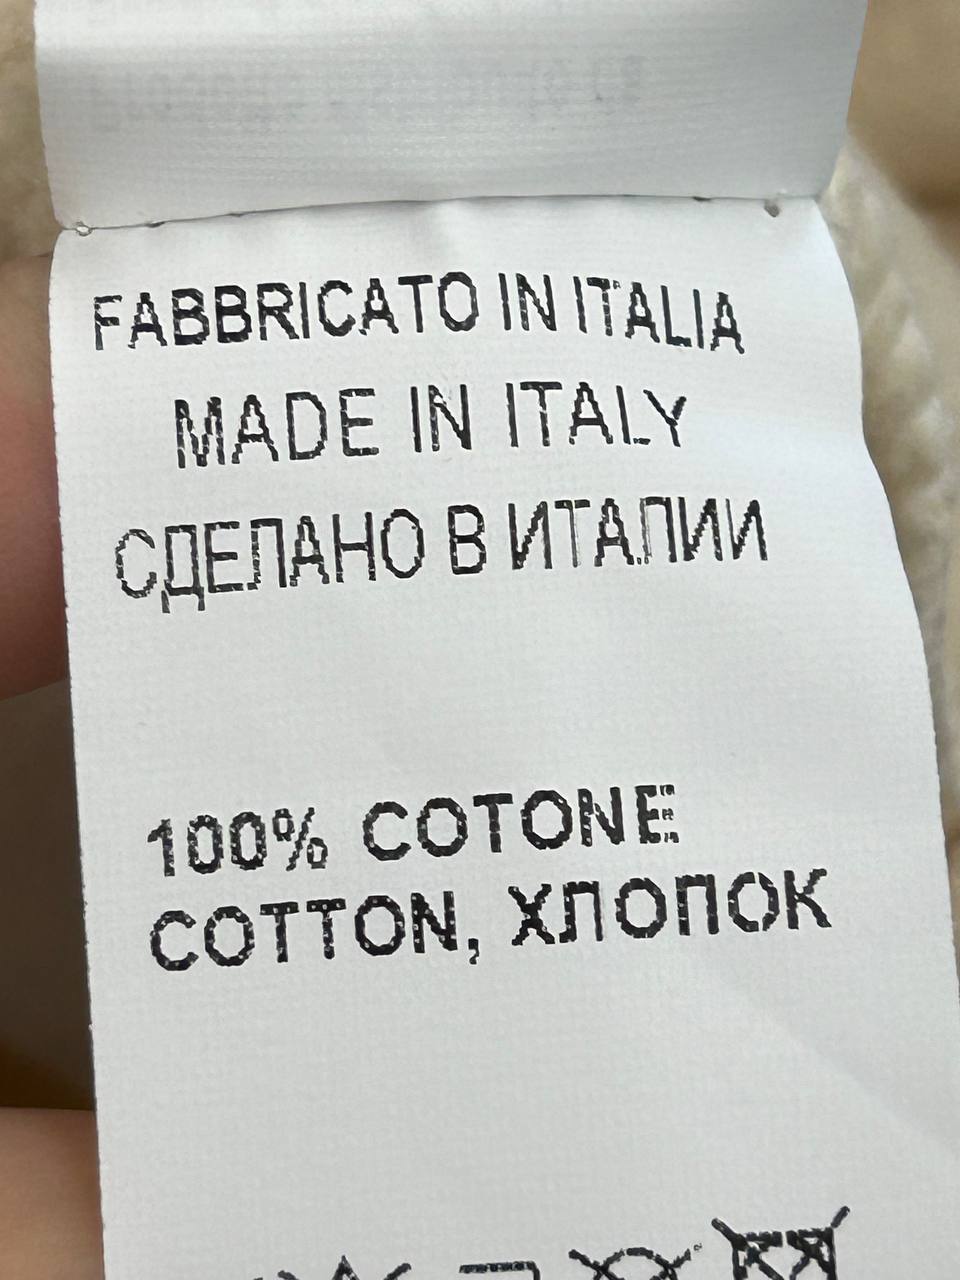 FABBRICATO IN ITALIA
MADE IN ITALY
СДЕЛАНО В ИТАЛИИ
100% COTONE
COTTON, ХЛОПОК